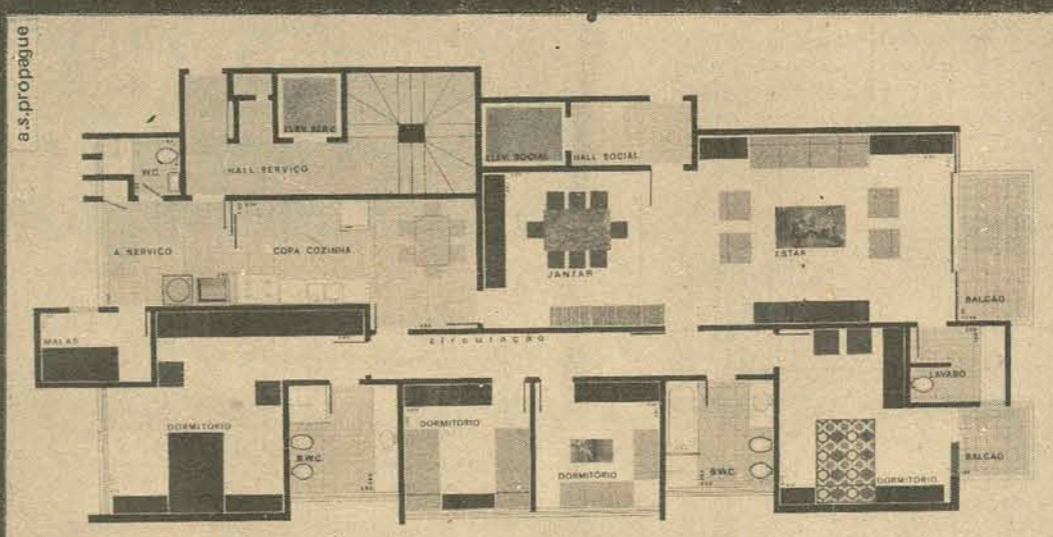 a.s.propague
ELEV. SERV.
HALL SERVIÇO
W.C.
ELEV. SOCIAL
HALL SOCIAL
A. SERVIÇO
COPA COZINHA
JANTAR
ESTAR
BALCÃO
MALAS
circulação
LAVABO
DORMITÓRIO
B.W.C.
DORMITÓRIO
DORMITÓRIO
B.W.C.
DORMITÓRIO
BALCÃO